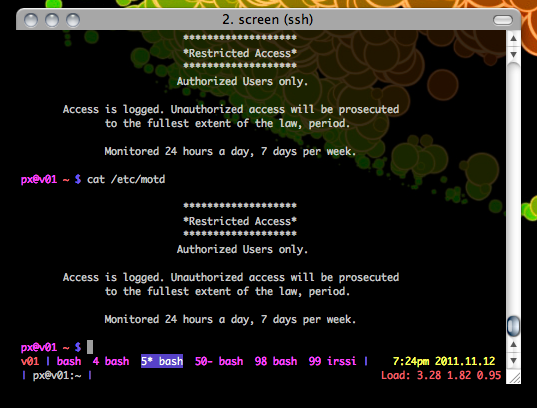 2. screen (ssh)
*******************
*Restricted Access*
*******************
Authorized Users only.
Access is logged. Unauthorized access will be prosecuted
to the fullest extent of the law, period.
Monitored 24 hours a day, 7 days per week.
px@v01 ~ $ cat /etc/motd
*******************
*Restricted Access*
*******************
Authorized Users only.
Access is logged. Unauthorized access will be prosecuted
to the fullest extent of the law, period.
Monitored 24 hours a day, 7 days per week.
px@v01 ~ $
v01 | bash 4 bash 5* bash 50- bash 98 bash 99 irssi | 7:24pm 2011.11.12
| px@v01:~ | Load: 3.28 1.82 0.95